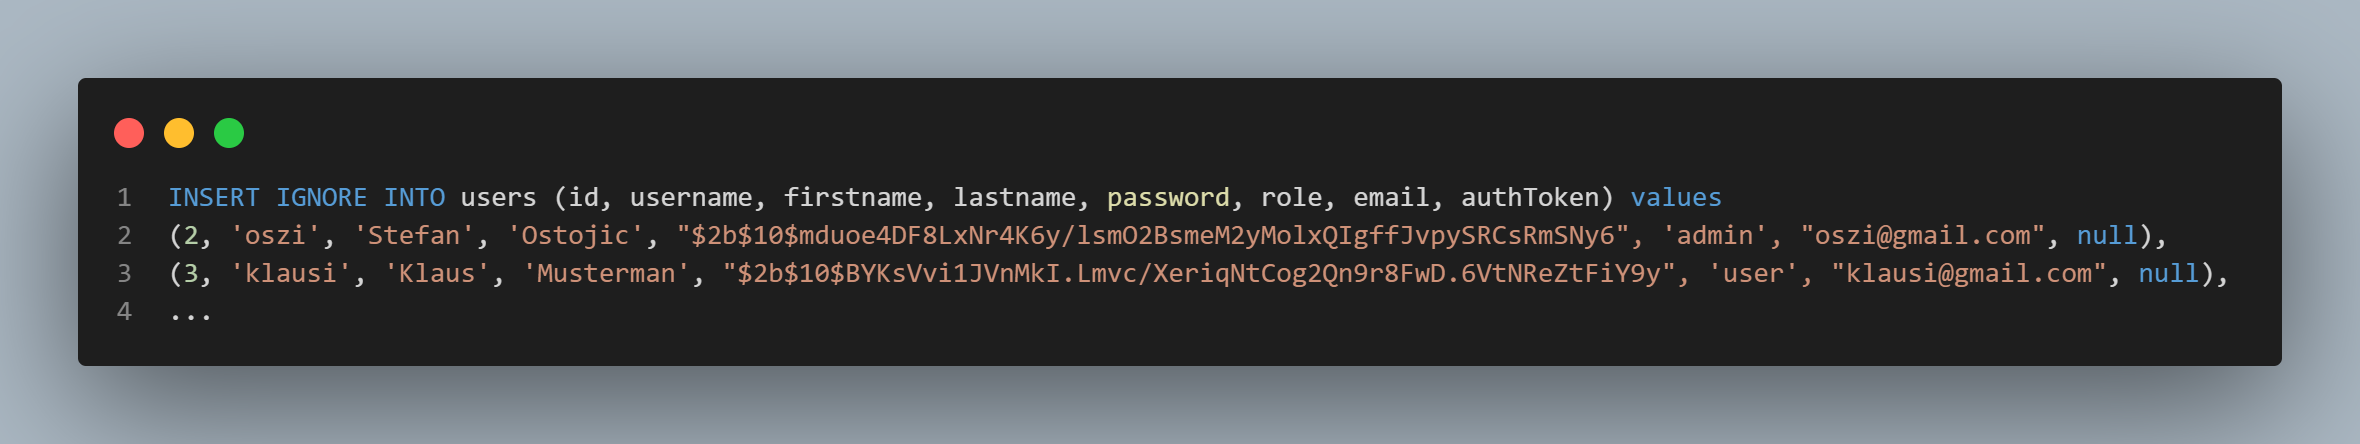 1 INSERT IGNORE INTO users (id, username, firstname, lastname, password, role, email, authToken) values
2 (2, 'oszi', 'Stefan', 'Ostojic', "$2b$10$mduoe4DF8LxNr4K6y/lsmO2BsmeM2yMolxQIgffJvpySRCsRmSNy6", 'admin', "oszi@gmail.com", null),
3 (3, 'klausi', 'Klaus', 'Musterman', "$2b$10$BYKsVvi1JVnMkI.Lmvc/XeriqNtCog2Qn9r8FwD.6VtNReZtFiY9y", 'user', "klausi@gmail.com", null),
4 ...